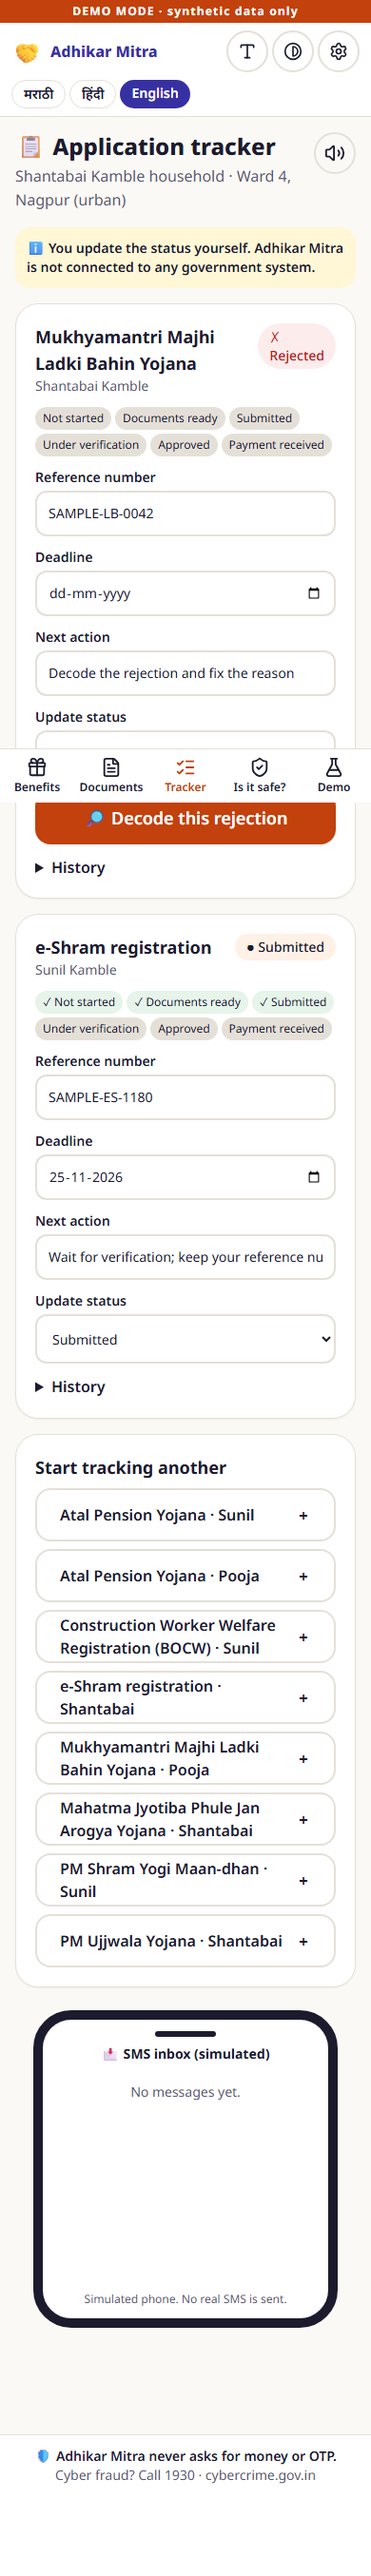 DEMO MODE • synthetic data only
Adhikar Mitra
मराठी हिंदी English
Application tracker
Shantabai Kamble household · Ward 4,
Nagpur (urban)
You update the status yourself. Adhikar Mitra
is not connected to any government system.
Mukhyamantri Majhi
Ladki Bahin Yojana
✗
Rejected
Shantabai Kamble
Not started Documents ready Submitted
Under verification Approved Payment received
Reference number
SAMPLE-LB-0042
Deadline
dd-mm-yyyy
Next action
Decode the rejection and fix the reason
Update status
Benefits Documents Tracker Is it safe? Demo
Decode this rejection
History
e-Shram registration
● Submitted
Sunil Kamble
✓ Not started ✓ Documents ready ✓ Submitted
Under verification Approved Payment received
Reference number
SAMPLE-ES-1180
Deadline
25-11-2026
Next action
Wait for verification; keep your reference nu
Update status
Submitted
History
Start tracking another
Atal Pension Yojana · Sunil +
Atal Pension Yojana · Pooja +
Construction Worker Welfare
Registration (BOCW) · Sunil +
e-Shram registration ·
Shantabai +
Mukhyamantri Majhi Ladki
Bahin Yojana · Pooja +
Mahatma Jyotiba Phule Jan
Arogya Yojana · Shantabai +
PM Shram Yogi Maan-dhan ·
Sunil +
PM Ujjwala Yojana · Shantabai +
SMS inbox (simulated)
No messages yet.
Simulated phone. No real SMS is sent.
Adhikar Mitra never asks for money or OTP.
Cyber fraud? Call 1930 · cybercrime.gov.in